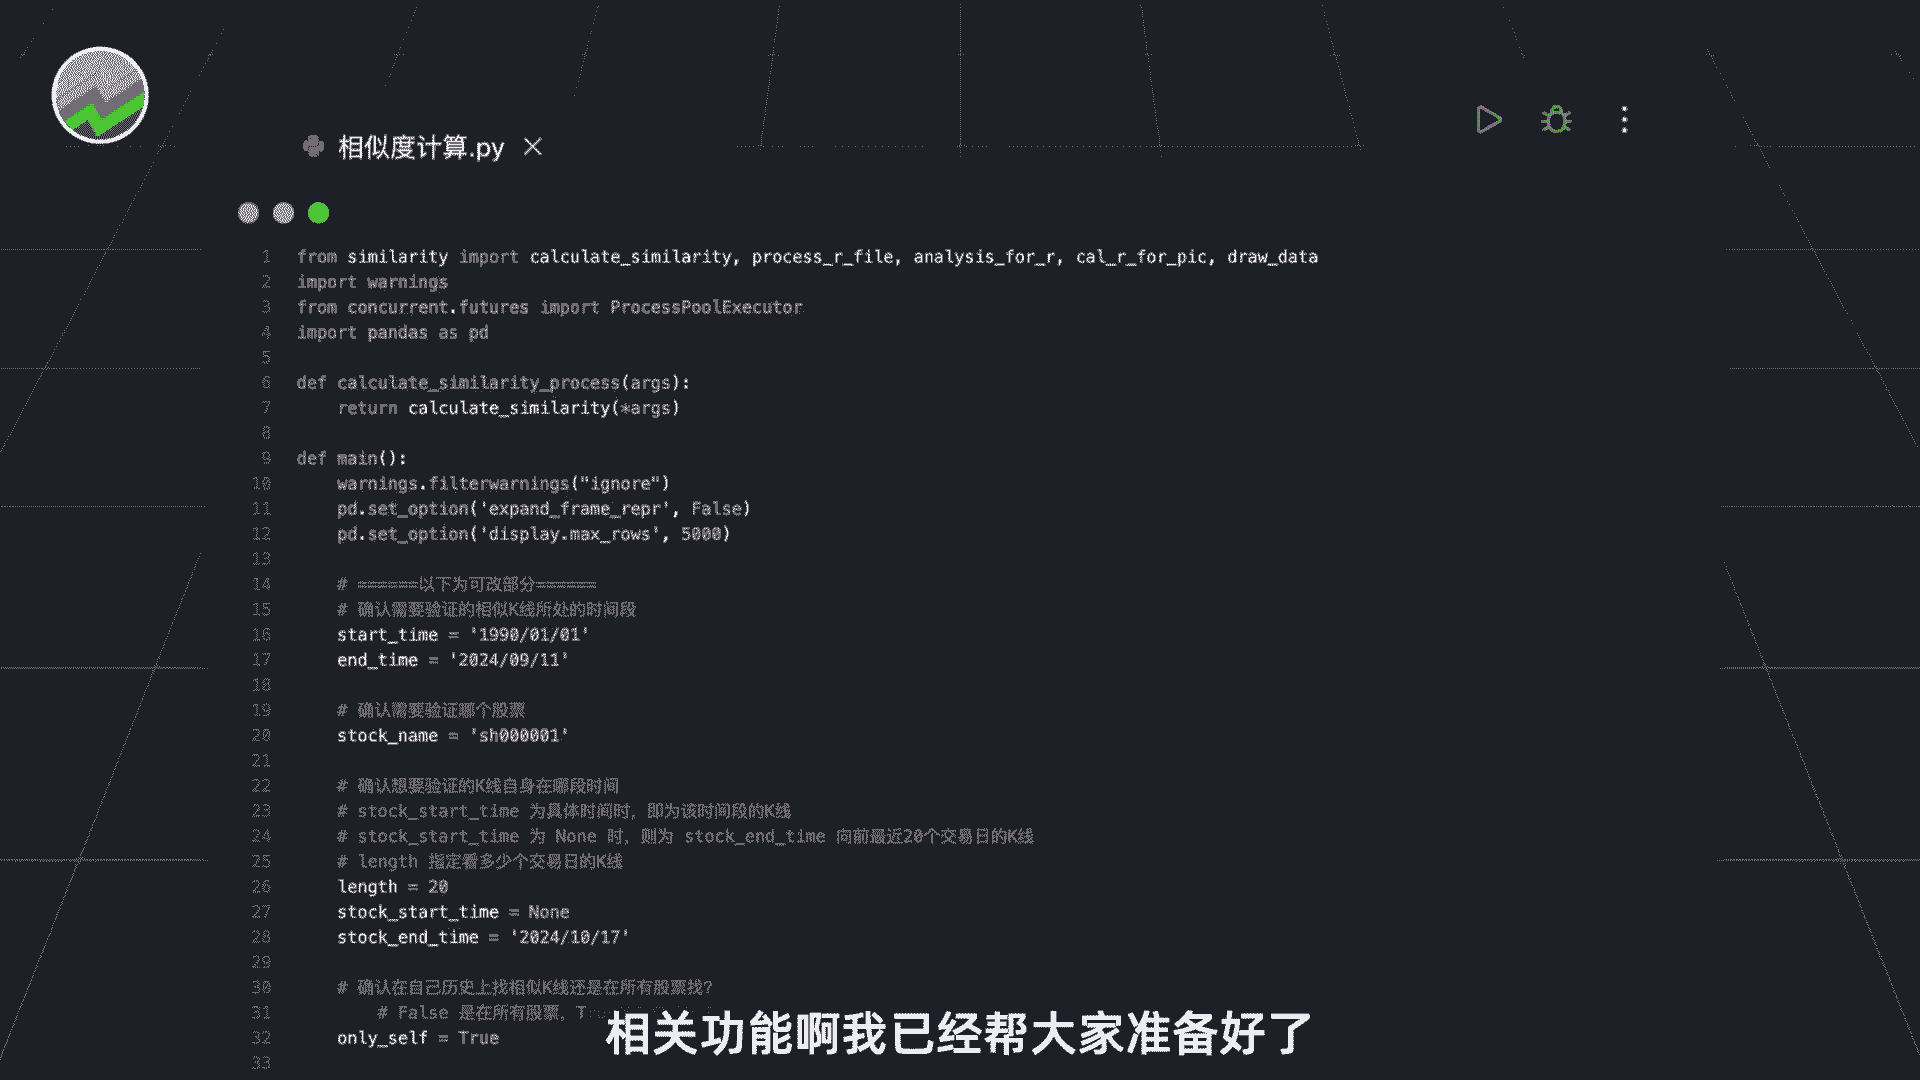 相似度计算.py
1 from similarity import calculate_similarity, process_r_file, analysis_for_r, cal_r_for_pic, draw_data
2 import warnings
3 from concurrent.futures import ProcessPoolExecutor
4 import pandas as pd
5
6 def calculate_similarity_process(args):
7     return calculate_similarity(*args)
8
9 def main():
10     warnings.filterwarnings("ignore")
11     pd.set_option('expand_frame_repr', False)
12     pd.set_option('display.max_rows', 5000)
13
14     # ======以下为可改部分======
15     # 确认需要验证的相似K线所处的时间段
16     start_time = '1990/01/01'
17     end_time = '2024/09/11'
18
19     # 确认需要验证哪个股票
20     stock_name = 'sh000001'
21
22     # 确认想要验证的K线自身在哪段时间
23     # stock_start_time 为具体时间时，即为该时间段的K线
24     # stock_start_time 为 None 时，则为 stock_end_time 向前最近20个交易日的K线
25     # length 指定看多少个交易日的K线
26     length = 20
27     stock_start_time = None
28     stock_end_time = '2024/10/17'
29
30     # 确认在自己历史上找相似K线还是在所有股票找?
31         # False 是在所有股票，
32     only_self = True
33
相关功能啊我已经帮大家准备好了